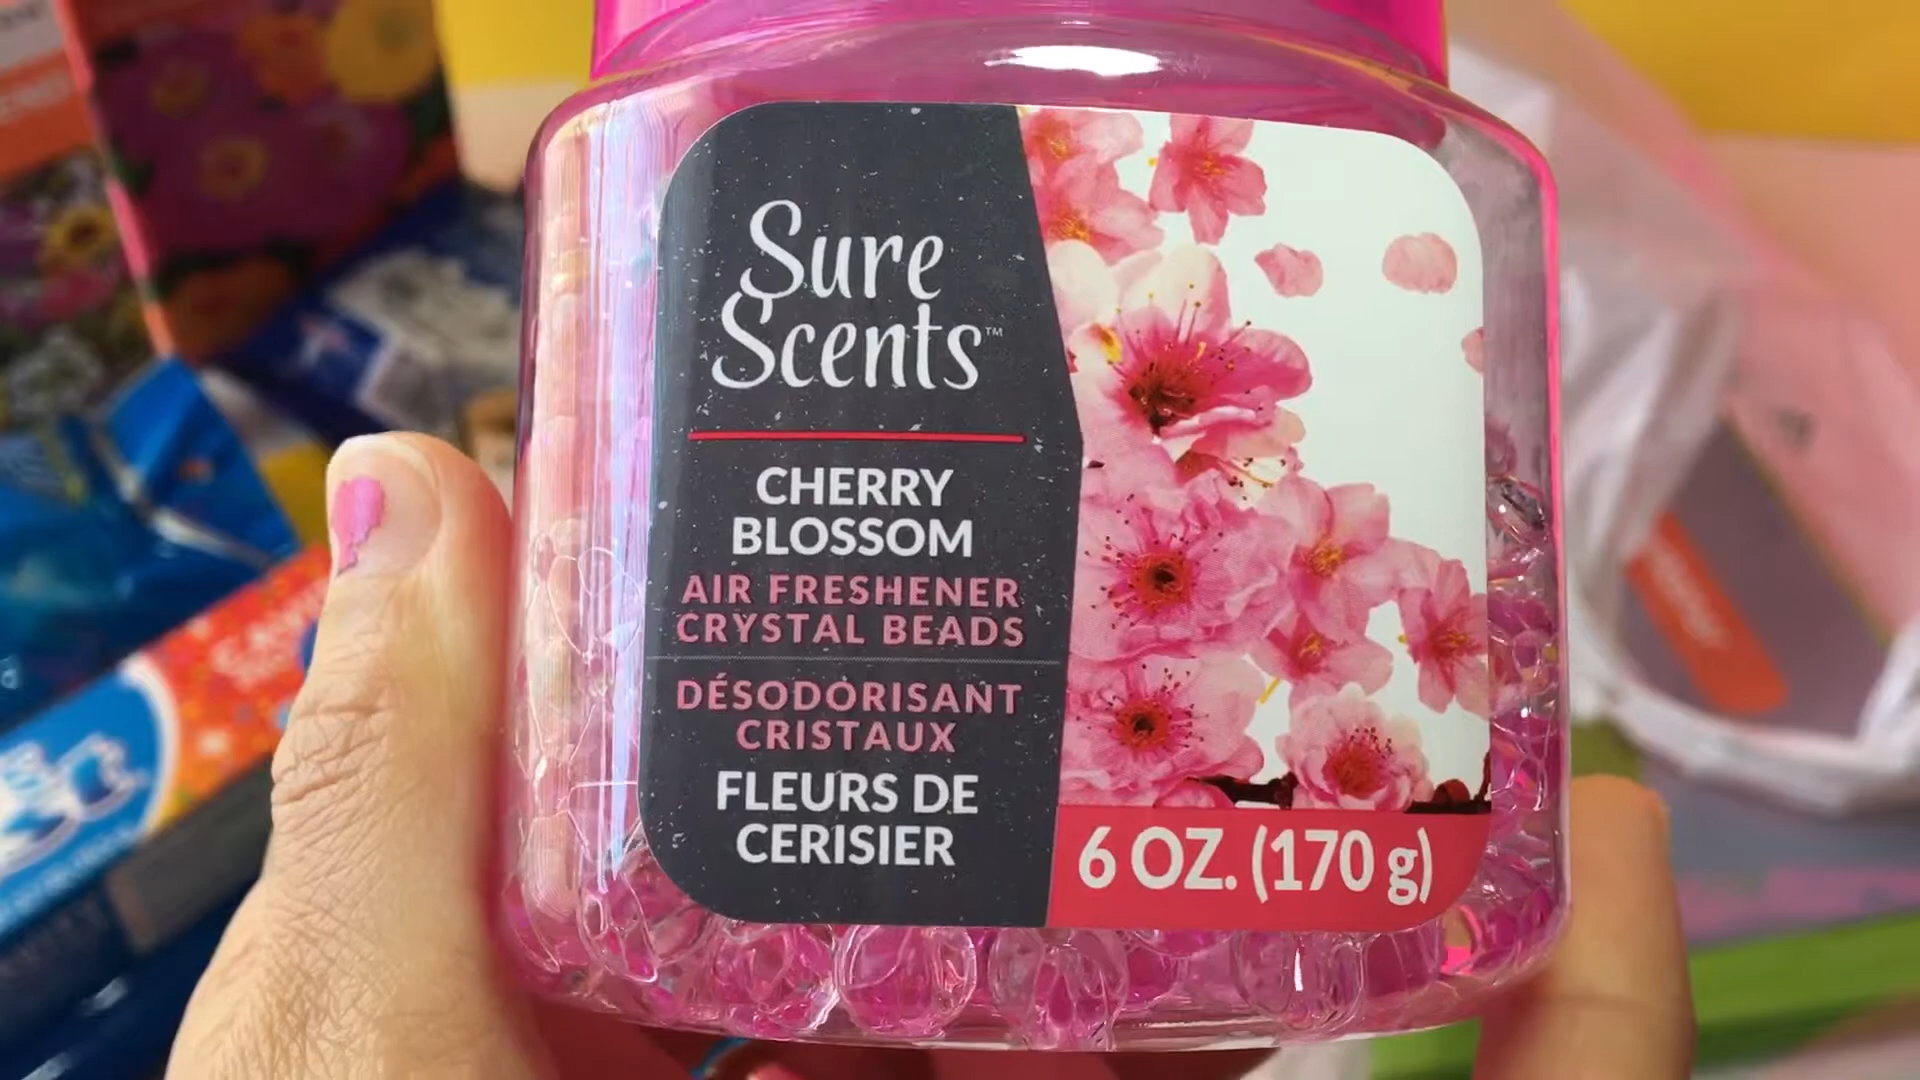 Sure
Scents™
CHERRY
BLOSSOM
AIR FRESHENER
CRYSTAL BEADS
DÉSODORISANT
CRISTAUX
FLEURS DE
CERISIER
6 OZ. (170 g)